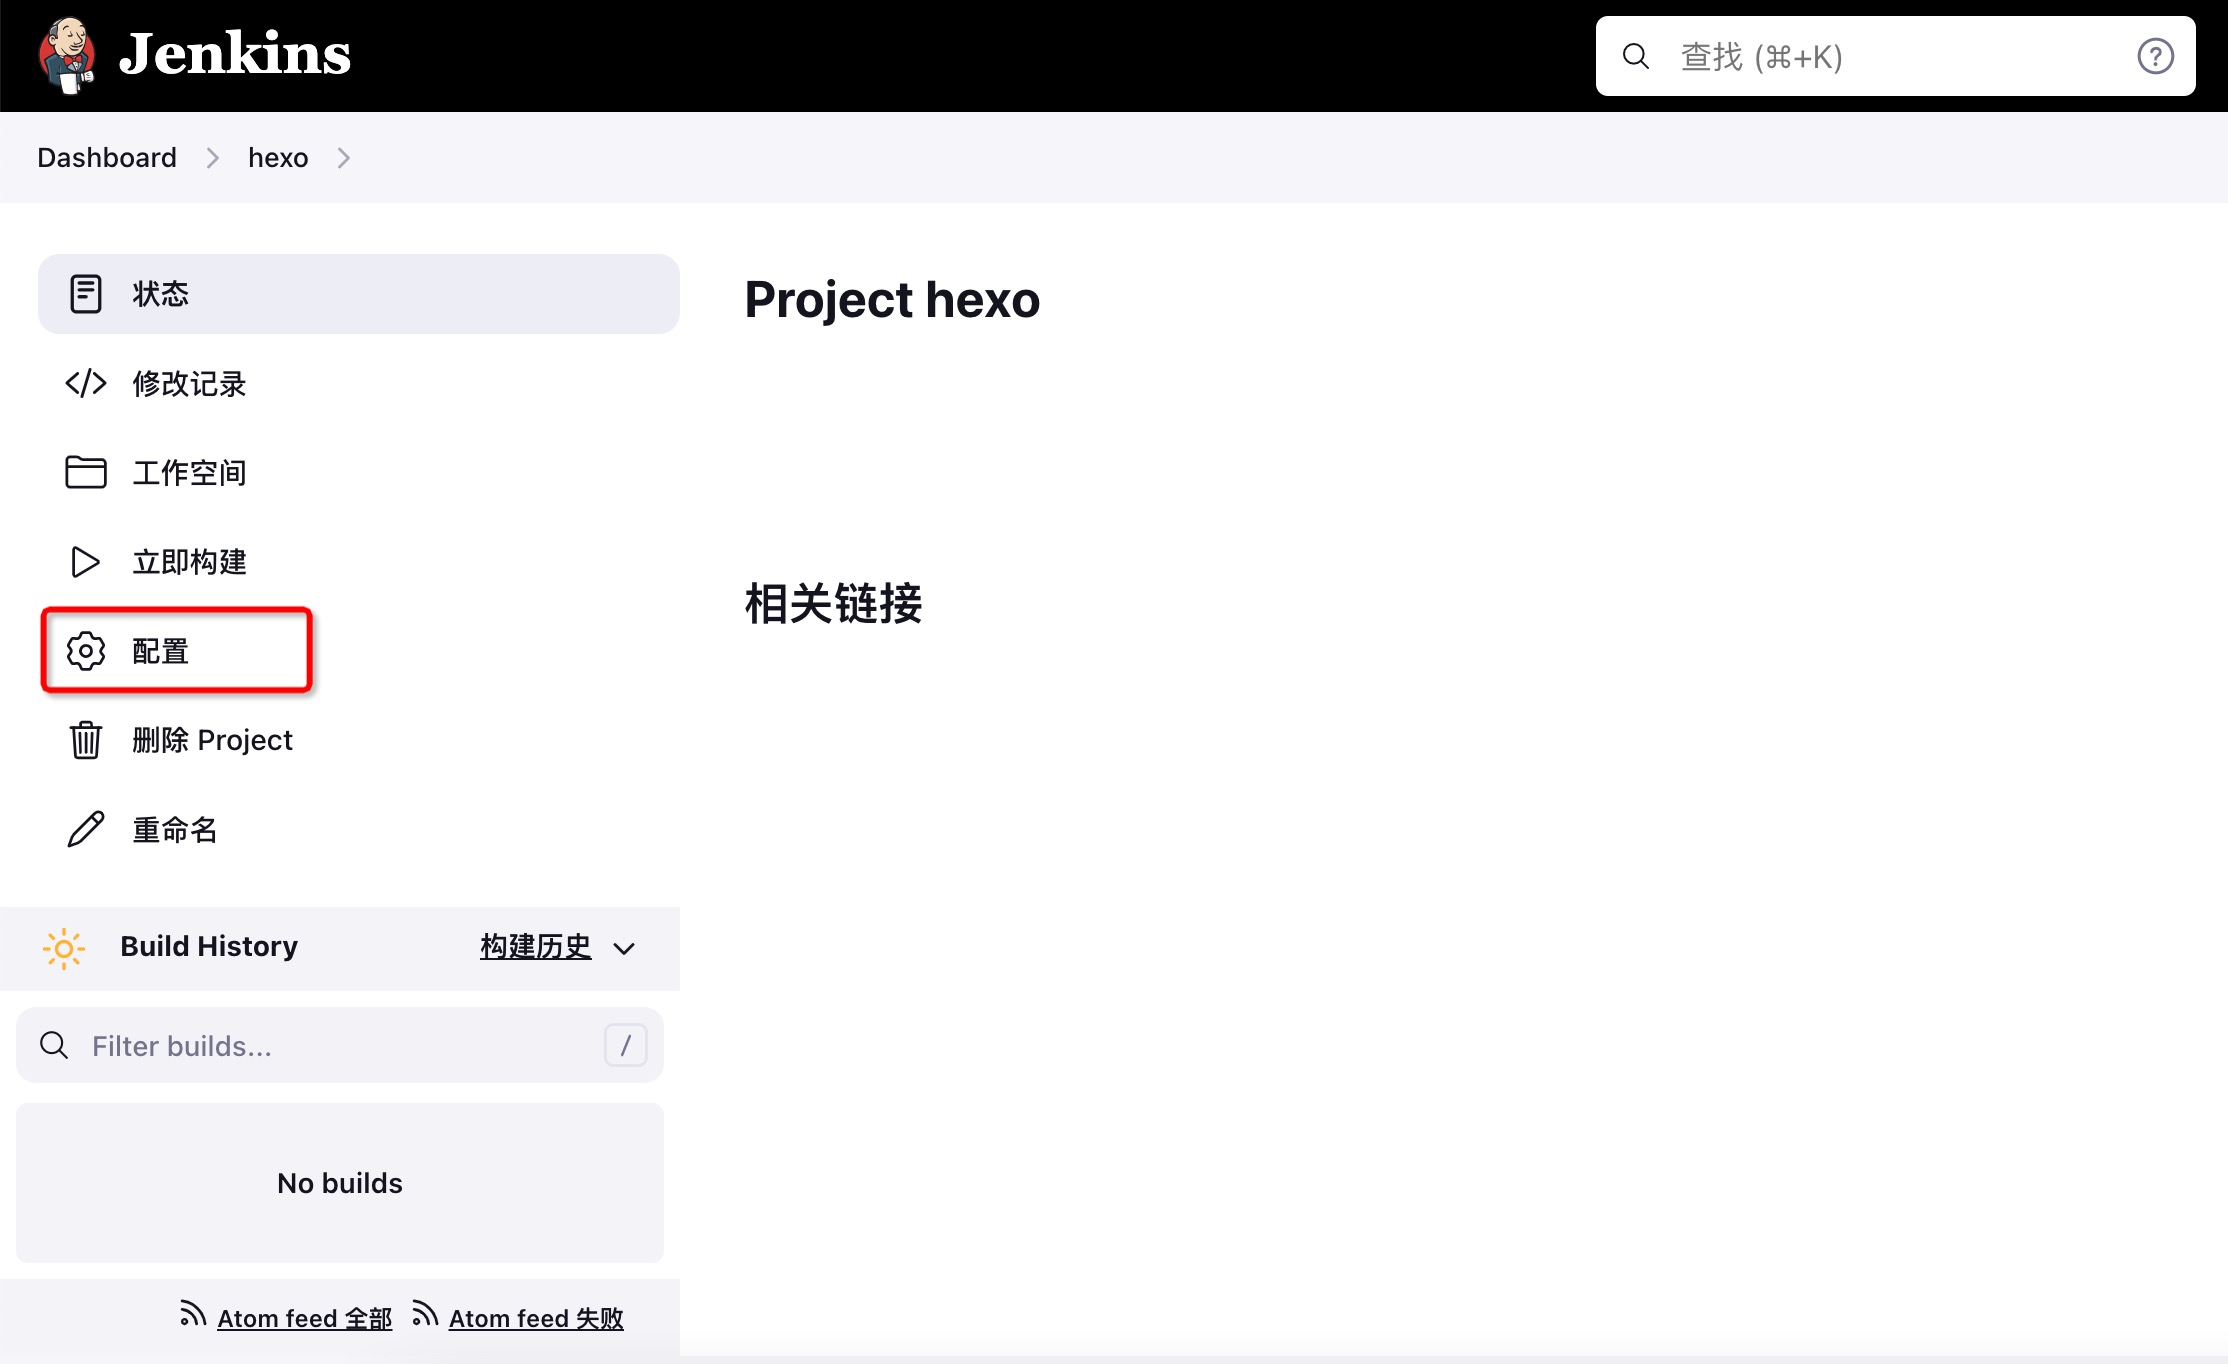 Jenkins
查找 (⌘+K)
Dashboard
hexo
状态
修改记录
工作空间
立即构建
配置
删除 Project
重命名
Project hexo
相关链接
Build History
构建历史
Filter builds...
/
No builds
Atom feed 全部
Atom feed 失败